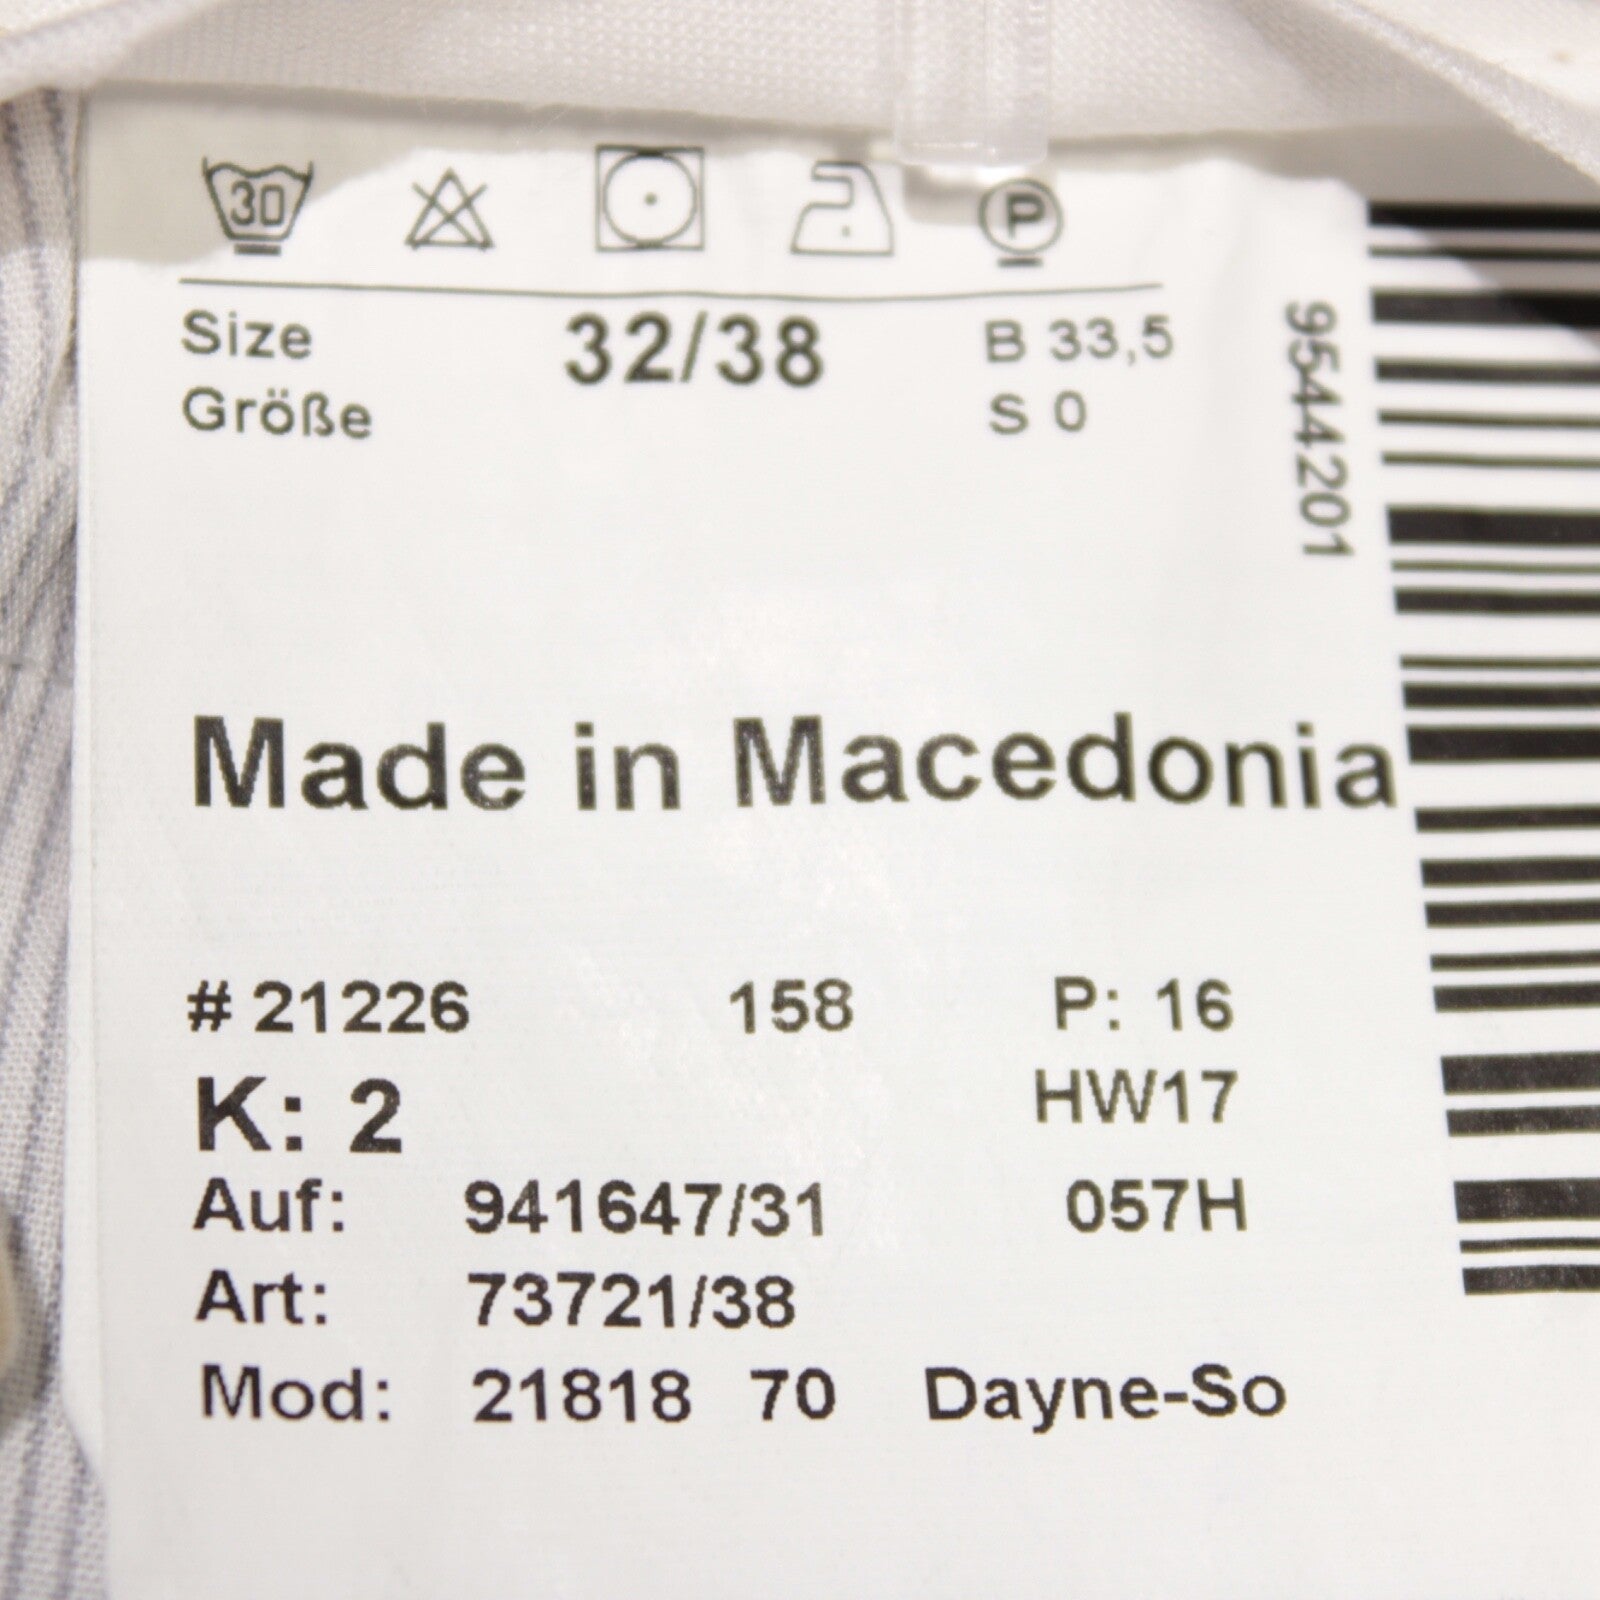 30 P
Size 32/38 B 33,5
Größe S 0
9544201
Made in Macedonia
# 21226 158 P: 16
K: 2 HW17
Auf: 941647/31 057H
Art: 73721/38
Mod: 21818 70 Dayne-So